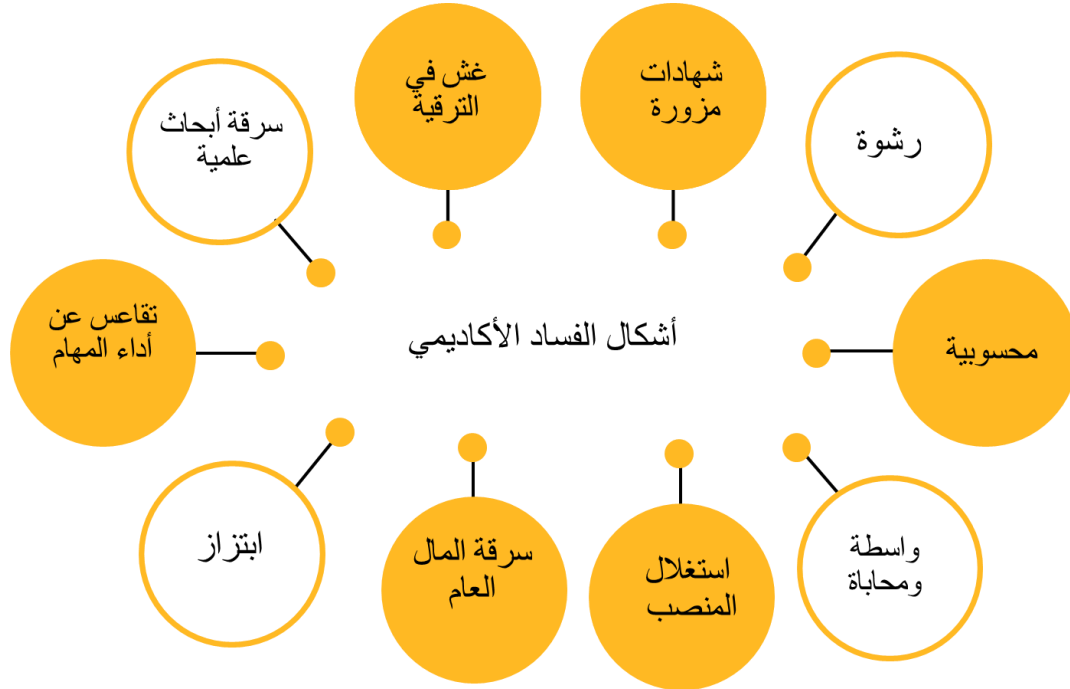 أشكال الفساد الأكاديمي
رشوة
شهادات
مزورة
غش في
الترقية
سرقة أبحاث
علمية
تقاعس عن
أداء المهام
ابتزاز
سرقة المال
العام
استغلال
المنصب
واسطة
ومحاباة
محسوبية